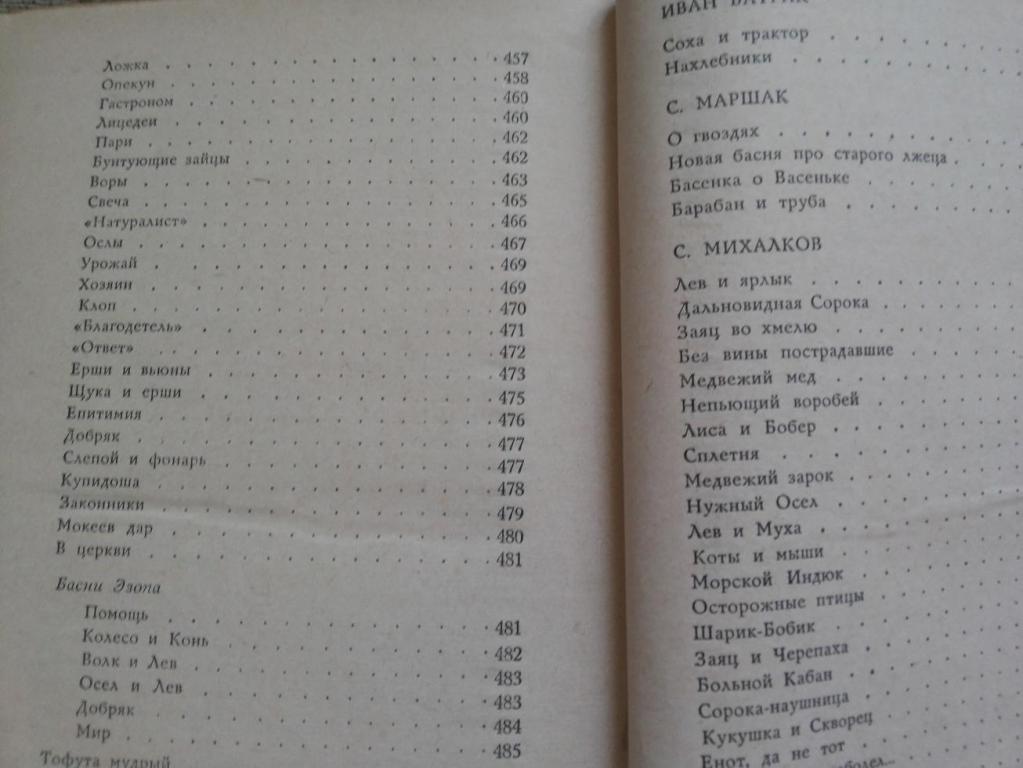 Ложка 457
Опекун 458
Гастроном 460
Лицедеи 460
Пари 462
Бунтующие зайцы 462
Воры 463
Свеча 465
«Натуралист» 466
Ослы 467
Урожай 469
Хозяин 469
Клоп 470
«Благодетель» 471
«Ответ» 472
Ерши и вьюны 473
Щука и ерши 475
Епитимия 476
Добряк 477
Слепой и фонарь 477
Купидоша 478
Законники 479
Мокеев дар 480
В церкви 481
Басни Эзопа
Помощь 481
Колесо и Конь 482
Волк и Лев 483
Осел и Лев 483
Добряк 484
Мир 485
Тофута мудрый
ИВАН
Соха и трактор
Нахлебники
С. МАРШАК
О гвоздях
Новая басня про старого лжеца
Басенка о Васеньке
Барабан и труба
С. МИХАЛКОВ
Лев и ярлык
Дальновидная Сорока
Заяц во хмелю
Без вины пострадавшие
Медвежий мед
Непьющий воробей
Лиса и Бобер
Сплетня
Медвежий зарок
Нужный Осел
Лев и Муха
Коты и мыши
Морской Индюк
Осторожные птицы
Шарик-Бобик
Заяц и Черепаха
Больной Кабан
Сорока-наушница
Кукушка и Скворец
Енот, да не тот